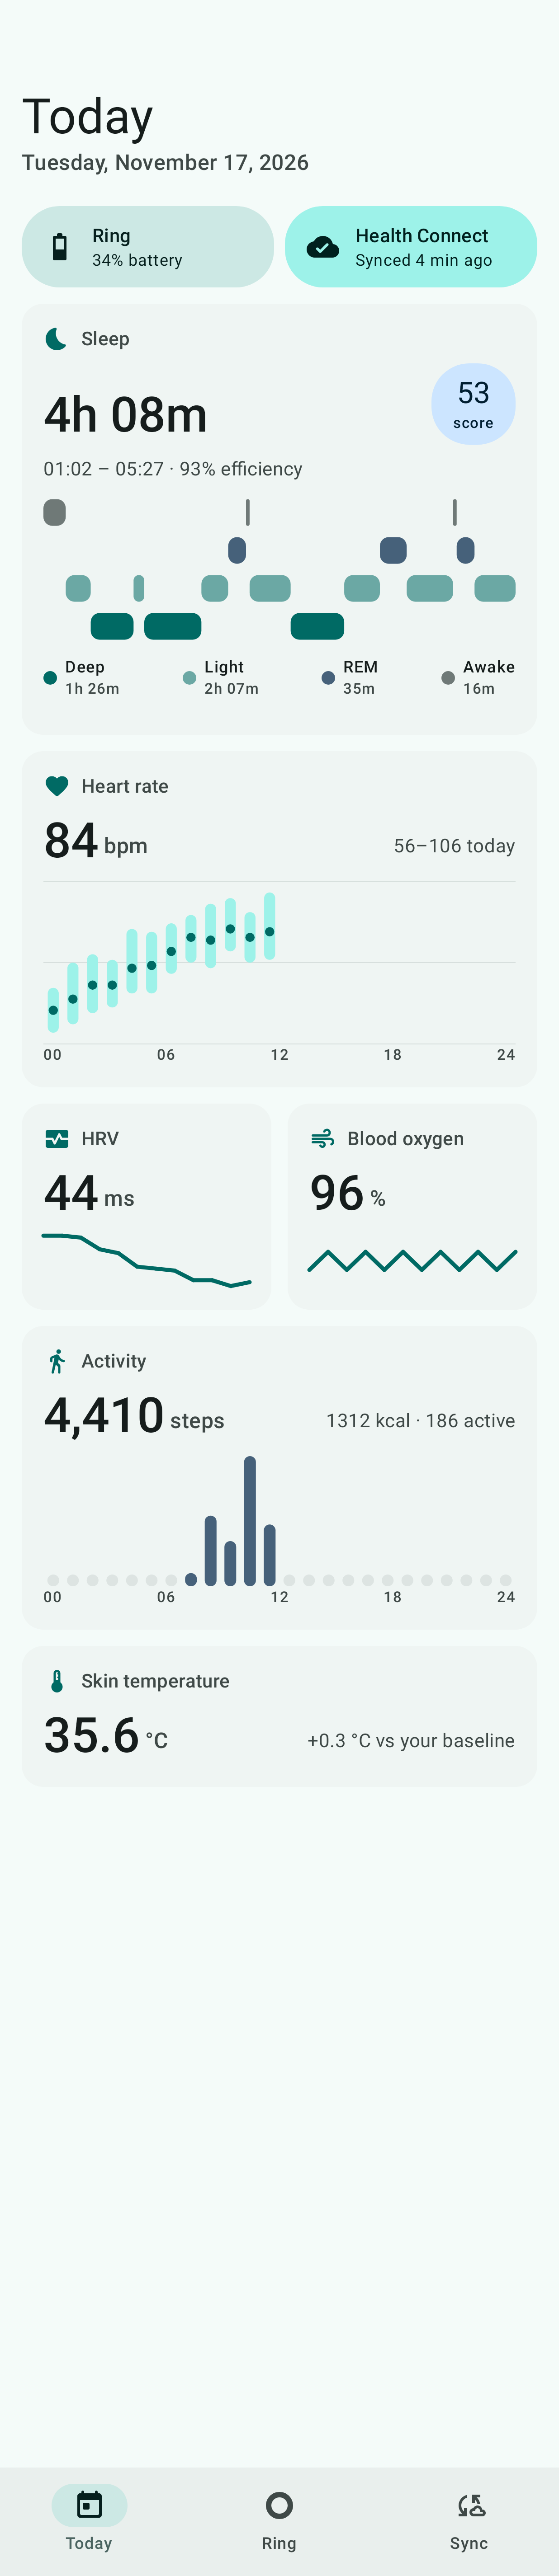 Today
Tuesday, November 17, 2026
Ring
34% battery
Health Connect
Synced 4 min ago
Sleep
4h 08m
53
score
01:02 – 05:27 · 93% efficiency
Deep
1h 26m
Light
2h 07m
REM
35m
Awake
16m
Heart rate
84 bpm
56–106 today
00 06 12 18 24
HRV
44 ms
Blood oxygen
96 %
Activity
4,410 steps
1312 kcal · 186 active
00 06 12 18 24
Skin temperature
35.6 °C
+0.3 °C vs your baseline
Today
Ring
Sync